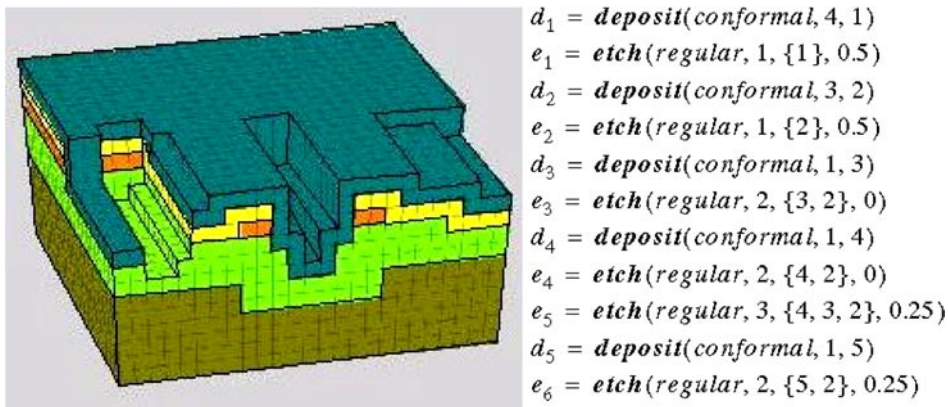 d₁ = deposit(conformal, 4, 1)
e₁ = etch(regular, 1, {1}, 0.5)
d₂ = deposit(conformal, 3, 2)
e₂ = etch(regular, 1, {2}, 0.5)
d₃ = deposit(conformal, 1, 3)
e₃ = etch(regular, 2, {3, 2}, 0)
d₄ = deposit(conformal, 1, 4)
e₄ = etch(regular, 2, {4, 2}, 0)
e₅ = etch(regular, 3, {4, 3, 2}, 0.25)
d₅ = deposit(conformal, 1, 5)
e₆ = etch(regular, 2, {5, 2}, 0.25)